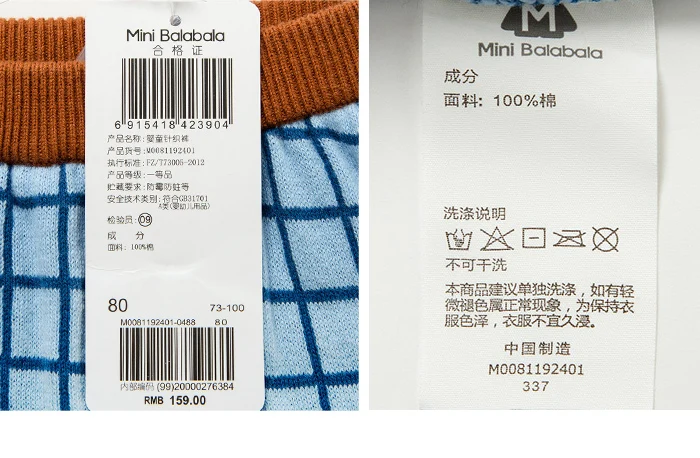 Mini Balabala
合格证
6 915418 423904
产品名称:婴童针织裤
产品货号:M0081192401
执行标准:FZ/T73005-2012
产品等级:一等品
贮藏要求:防霉防蛀等
安全技术类别:符合GB31701
A类(婴幼儿用品)
检验员:09
成 分
面料: 100%棉
80 73-100
M0081192401-0488 80
内部编码 (99)20000276384
RMB 159.00
M
Mini Balabala
成分
面料: 100%棉
洗涤说明
不可干洗
本商品建议单独洗涤，如有轻
微褪色属正常现象，为保持衣
服色泽，衣服不宜久浸。
中国制造
M0081192401
337